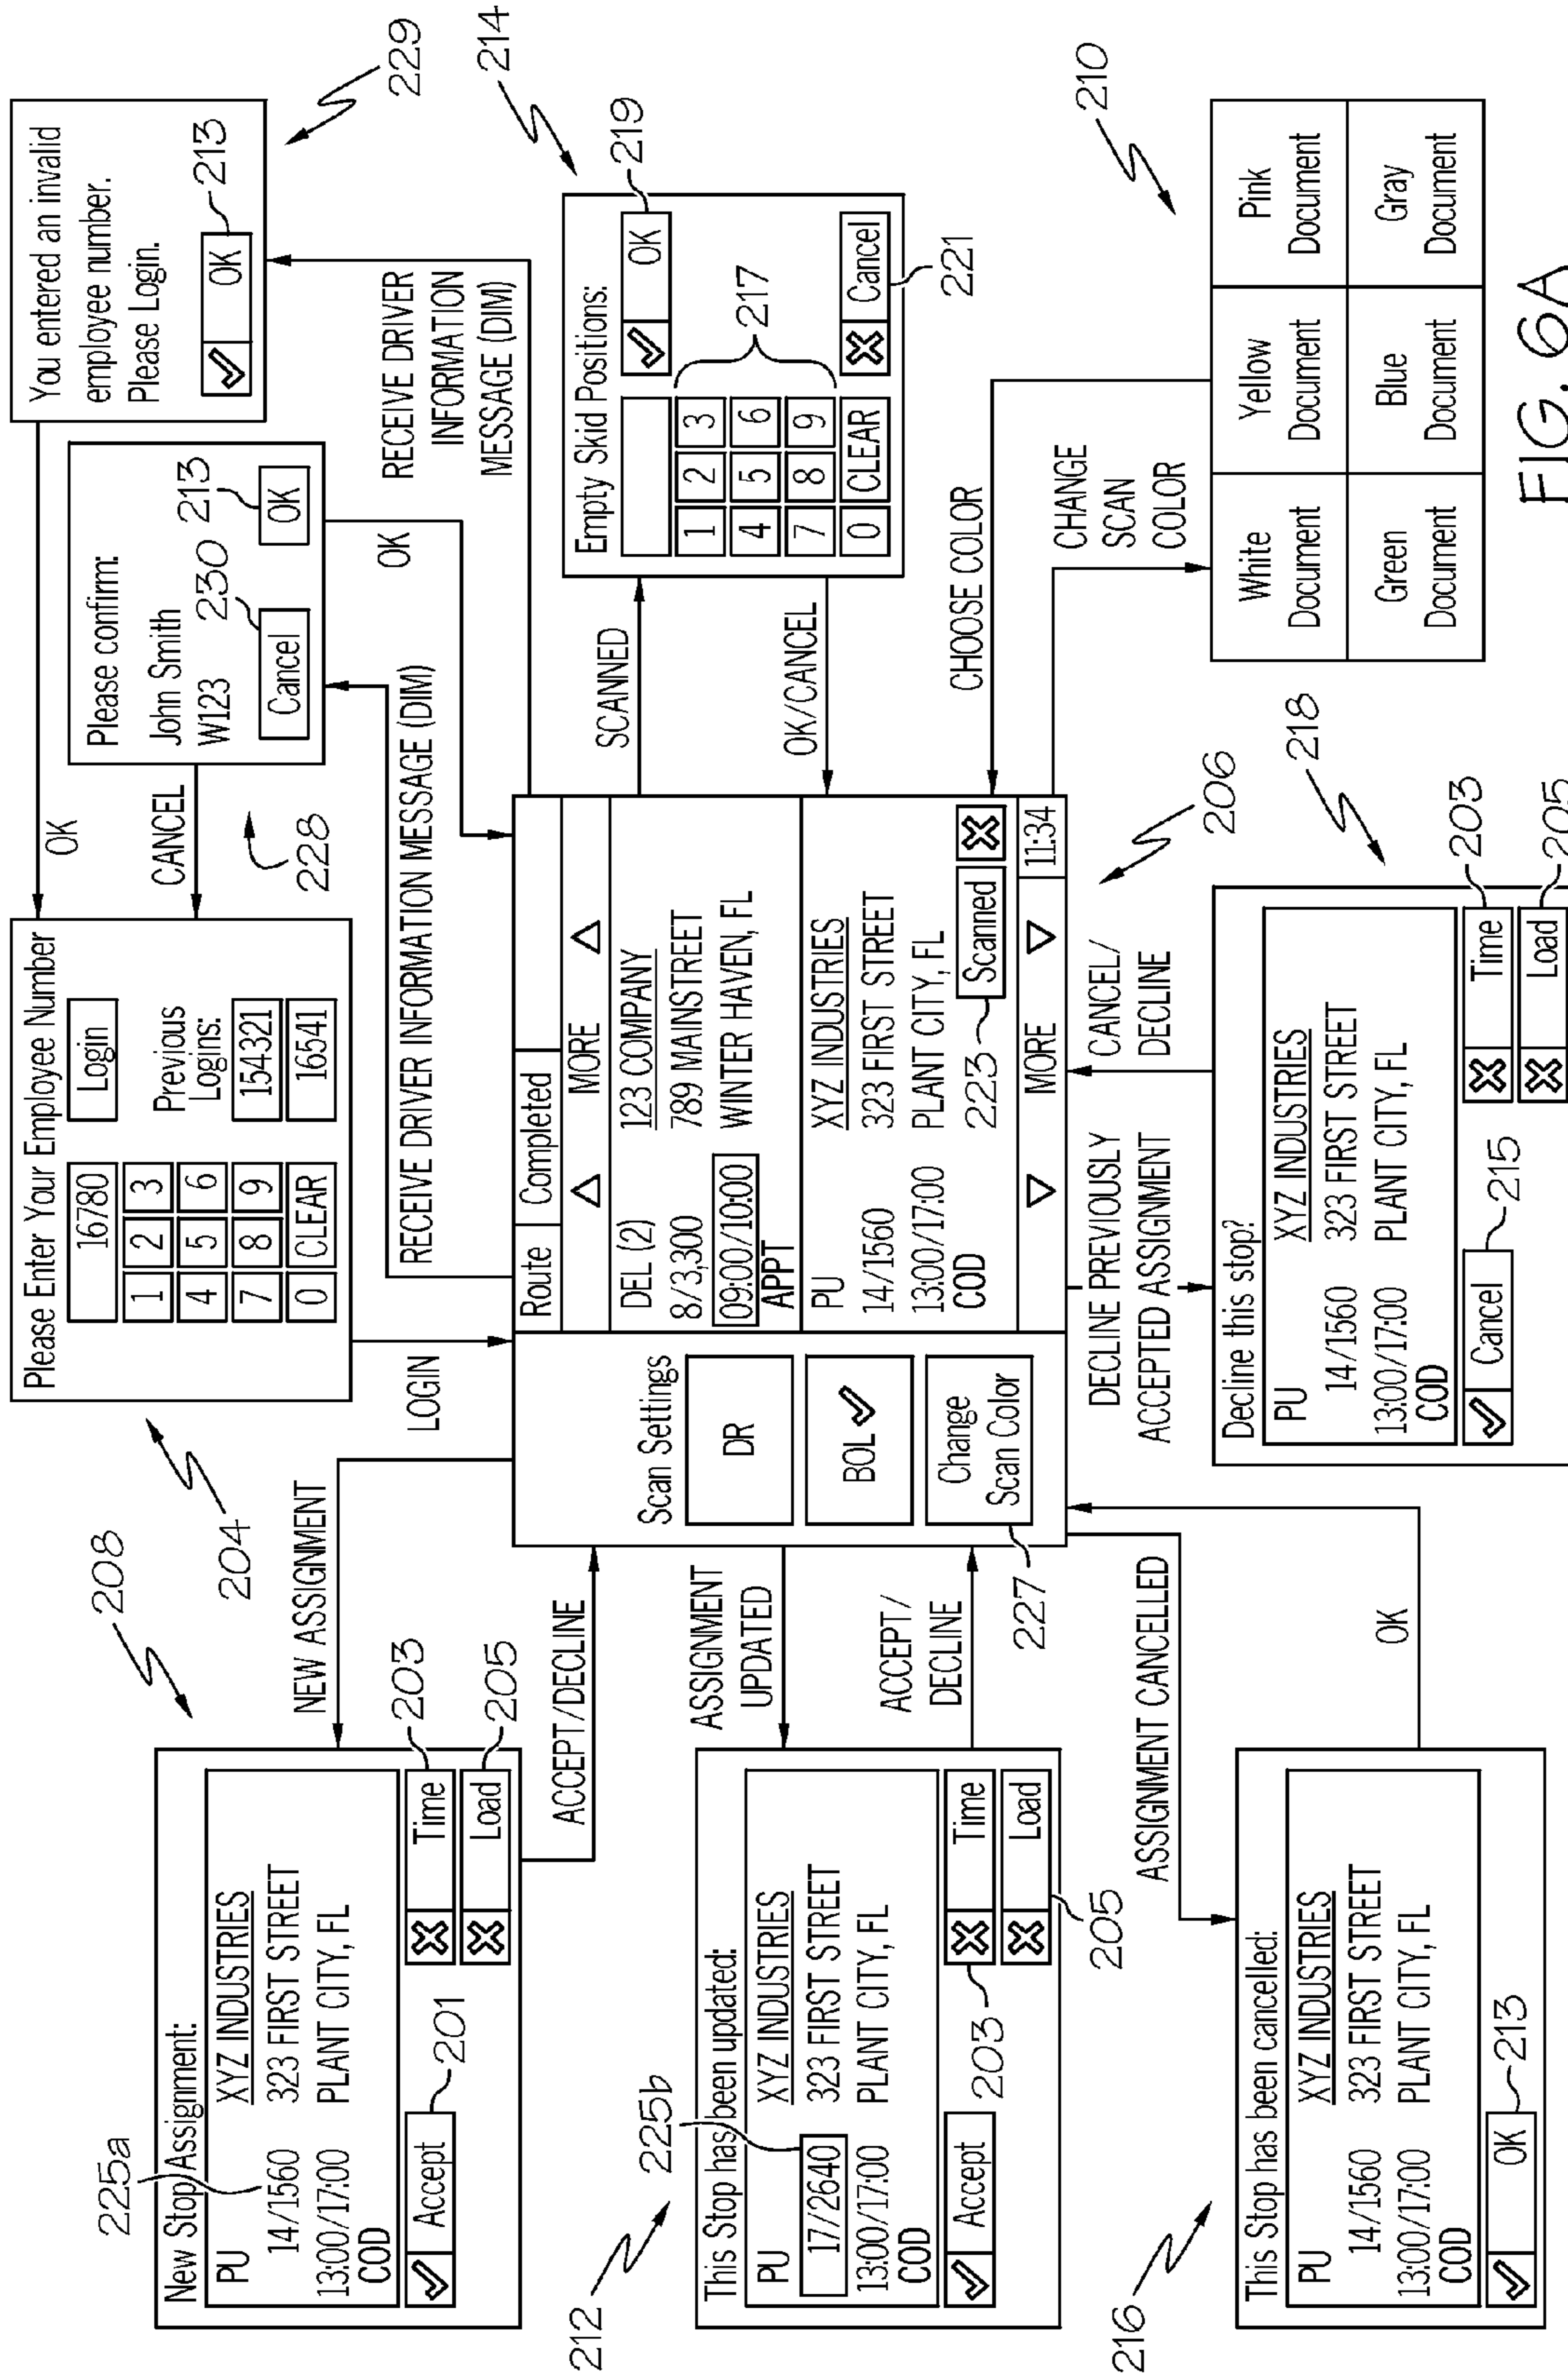 208
225a
New Stop Assignment:
PU XYZ INDUSTRIES
14/1560 323 FIRST STREET
13:00/17:00 PLANT CITY, FL
COD
Accept
201
Time
203
Load
205
NEW ASSIGNMENT
ACCEPT/DECLINE
204
Please Enter Your Employee Number
16780
Login
1 2 3
4 5 6
7 8 9
0 CLEAR
Previous
Logins:
154321
16541
LOGIN
OK
CANCEL
228
Please confirm:
John Smith
W123
230
213
Cancel
OK
OK
RECEIVE DRIVER INFORMATION MESSAGE (DIM)
You entered an invalid
employee number.
Please Login.
OK
213
229
RECEIVE DRIVER
INFORMATION
MESSAGE (DIM)
212
225b
This Stop has been updated:
PU XYZ INDUSTRIES
17/2640 323 FIRST STREET
13:00/17:00 PLANT CITY, FL
COD
Accept
203
Time
Load
205
ASSIGNMENT
UPDATED
ACCEPT/
DECLINE
Scan Settings
DR
BOL
Change
Scan Color
227
Route Completed
MORE
DEL (2) 123 COMPANY
8/3,300 789 MAINSTREET
09:00/10:00 WINTER HAVEN, FL
APPT
PU XYZ INDUSTRIES
14/1560 323 FIRST STREET
13:00/17:00 PLANT CITY, FL
COD
223
Scanned
MORE
11:34
206
SCANNED
OK/CANCEL
214
Empty Skid Positions:
OK
219
1 2 3
4 5 6
7 8 9
0 CLEAR
217
Cancel
221
CHOOSE COLOR
CHANGE
SCAN
COLOR
210
White
Document
Yellow
Document
Pink
Document
Green
Document
Blue
Document
Gray
Document
216
ASSIGNMENT CANCELLED
OK
This Stop has been cancelled:
PU XYZ INDUSTRIES
14/1560 323 FIRST STREET
13:00/17:00 PLANT CITY, FL
COD
OK
213
DECLINE PREVIOUSLY
ACCEPTED ASSIGNMENT
CANCEL/
DECLINE
218
Decline this stop?
PU XYZ INDUSTRIES
14/1560 323 FIRST STREET
13:00/17:00 PLANT CITY, FL
COD
Cancel
215
Time
203
Load
205
FIG. 6A